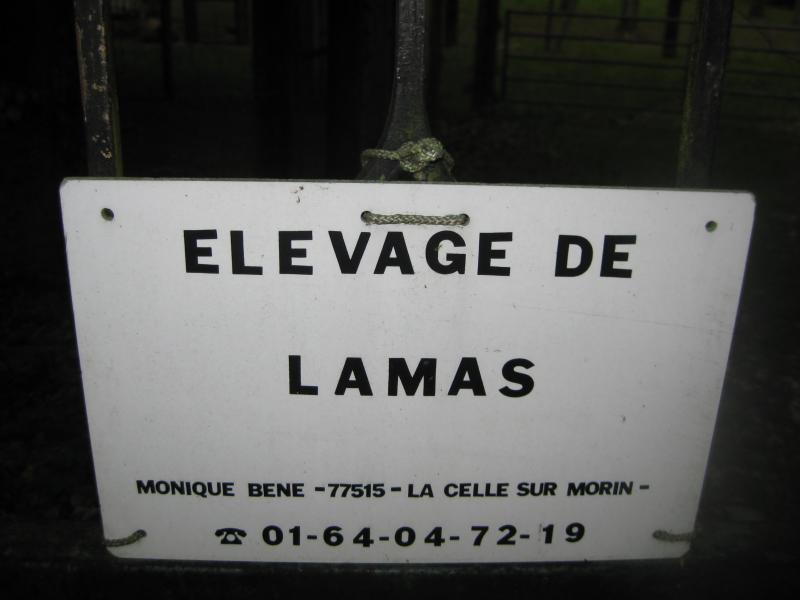 ELEVAGE DE
LAMAS
MONIQUE BENE - 77515 - LA CELLE SUR MORIN -
☎ 01-64-04-72-19